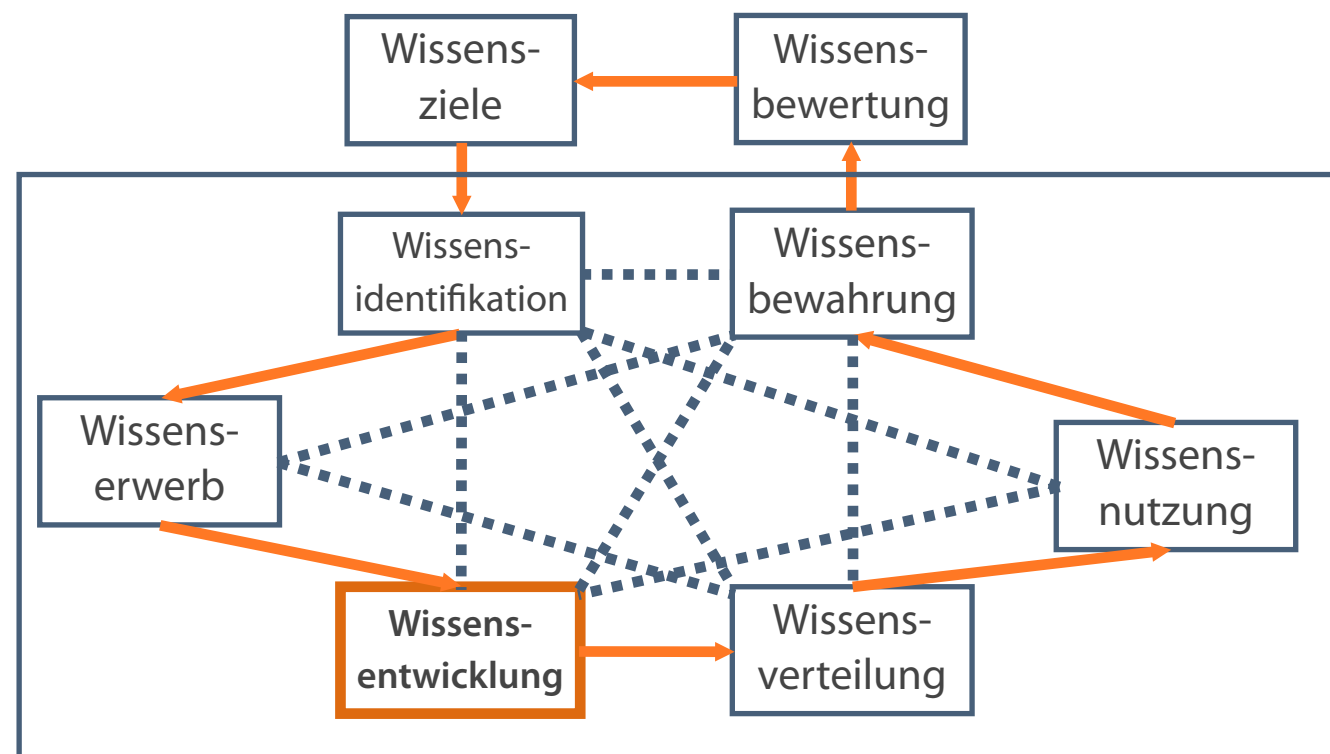 Wissens-
ziele
Wissens-
bewertung
Wissens-
identifikation
Wissens-
bewahrung
Wissens-
erwerb
Wissens-
nutzung
Wissens-
entwicklung
Wissens-
verteilung